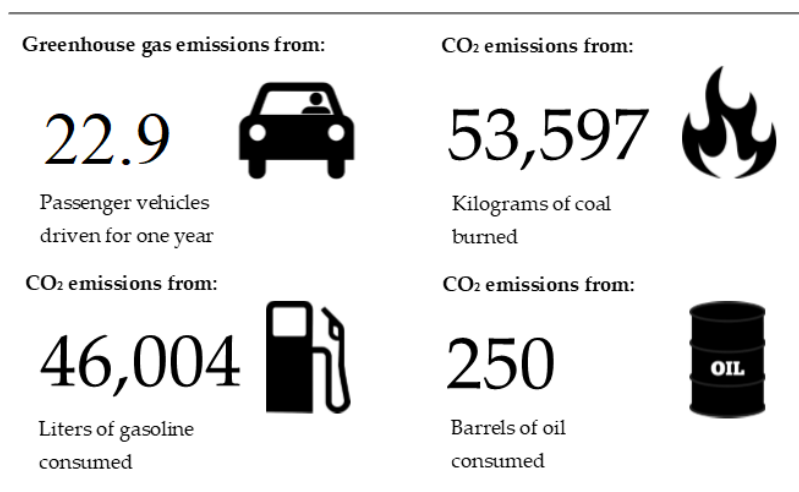 Greenhouse gas emissions from:
22.9
Passenger vehicles
driven for one year
CO₂ emissions from:
53,597
Kilograms of coal
burned
CO₂ emissions from:
46,004
Liters of gasoline
consumed
CO₂ emissions from:
250
OIL
Barrels of oil
consumed